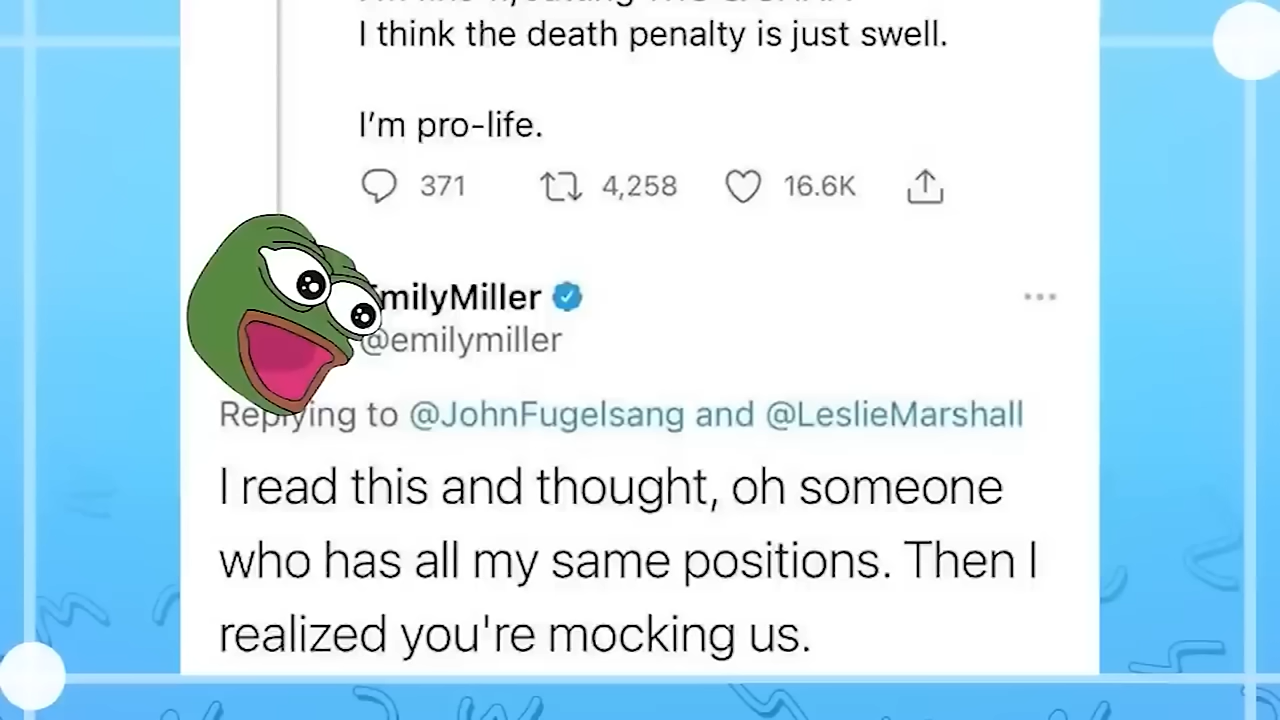 I think the death penalty is just swell.
I'm pro-life.
371 4,258 16.6K
EmilyMiller
@emilymiller
Replying to @JohnFugelsang and @LeslieMarshall
I read this and thought, oh someone
who has all my same positions. Then I
realized you're mocking us.